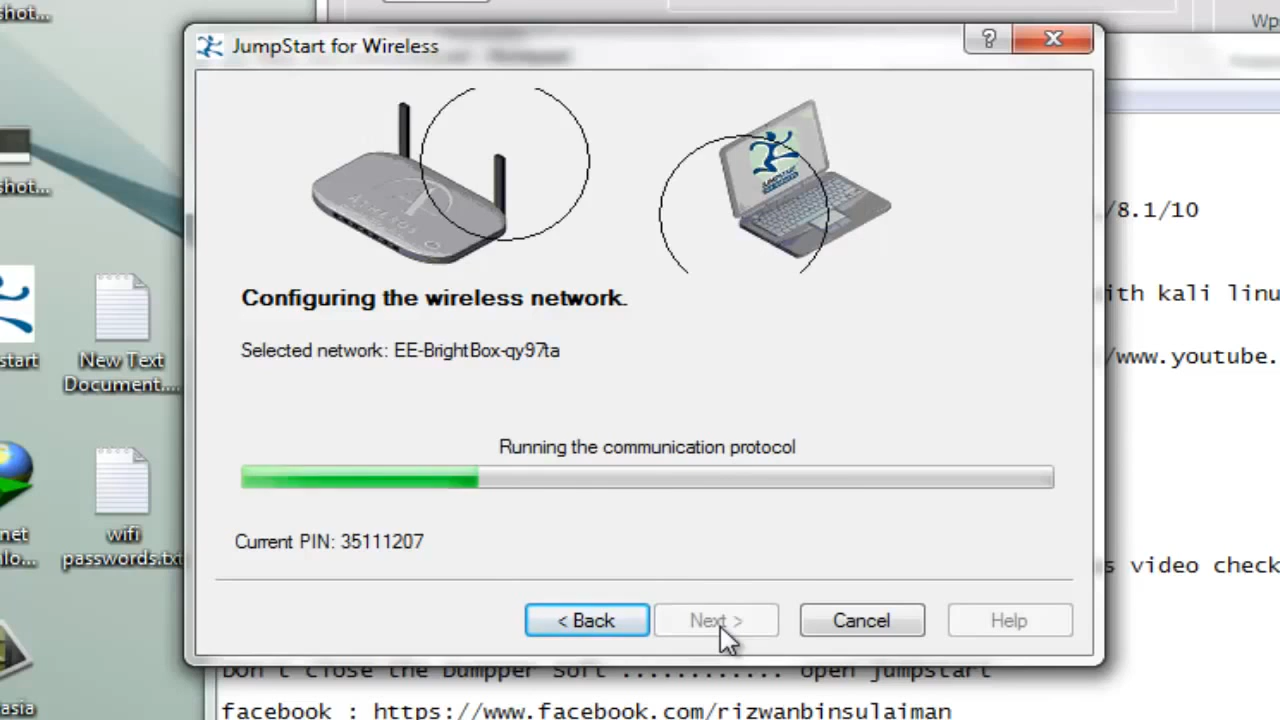 shot...
Wp
JumpStart for Wireless
shot...
/8.1/10
Configuring the wireless network.
ith kali linu
Selected network: EE-BrightBox-qy97ta
/www.youtube.
start
New Text
Document....
Running the communication protocol
net
wifi
passwords.txt
Current PIN: 35111207
s video check
< Back
Next >
Cancel
Help
Don't close the Dumpper Soft ............ open jumpstart
asia
facebook : https://www.facebook.com/rizwanbinsulaiman